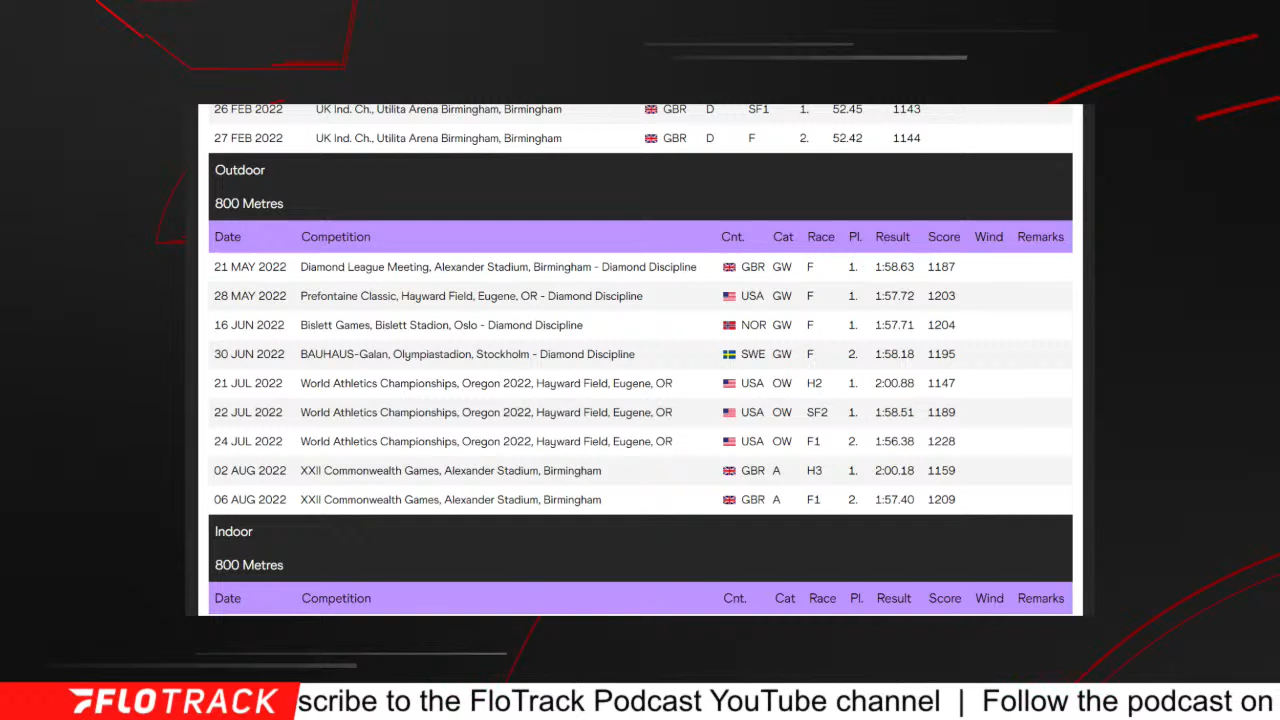 26 FEB 2022 UK Ind. Ch., Utilita Arena Birmingham, Birmingham GBR D SF1 1. 52.45 1143
27 FEB 2022 UK Ind. Ch., Utilita Arena Birmingham, Birmingham GBR D F 2. 52.42 1144
Outdoor
800 Metres
Date Competition Cnt. Cat Race Pl. Result Score Wind Remarks
21 MAY 2022 Diamond League Meeting, Alexander Stadium, Birmingham - Diamond Discipline GBR GW F 1. 1:58.63 1187
28 MAY 2022 Prefontaine Classic, Hayward Field, Eugene, OR - Diamond Discipline USA GW F 1. 1:57.72 1203
16 JUN 2022 Bislett Games, Bislett Stadion, Oslo - Diamond Discipline NOR GW F 1. 1:57.71 1204
30 JUN 2022 BAUHAUS-Galan, Olympiastadion, Stockholm - Diamond Discipline SWE GW F 2. 1:58.18 1195
21 JUL 2022 World Athletics Championships, Oregon 2022, Hayward Field, Eugene, OR USA OW H2 1. 2:00.88 1147
22 JUL 2022 World Athletics Championships, Oregon 2022, Hayward Field, Eugene, OR USA OW SF2 1. 1:58.51 1189
24 JUL 2022 World Athletics Championships, Oregon 2022, Hayward Field, Eugene, OR USA OW F1 2. 1:56.38 1228
02 AUG 2022 XXII Commonwealth Games, Alexander Stadium, Birmingham GBR A H3 1. 2:00.18 1159
06 AUG 2022 XXII Commonwealth Games, Alexander Stadium, Birmingham GBR A F1 2. 1:57.40 1209
Indoor
800 Metres
Date Competition Cnt. Cat Race Pl. Result Score Wind Remarks
FLOTRACK scribe to the FloTrack Podcast YouTube channel | Follow the podcast on